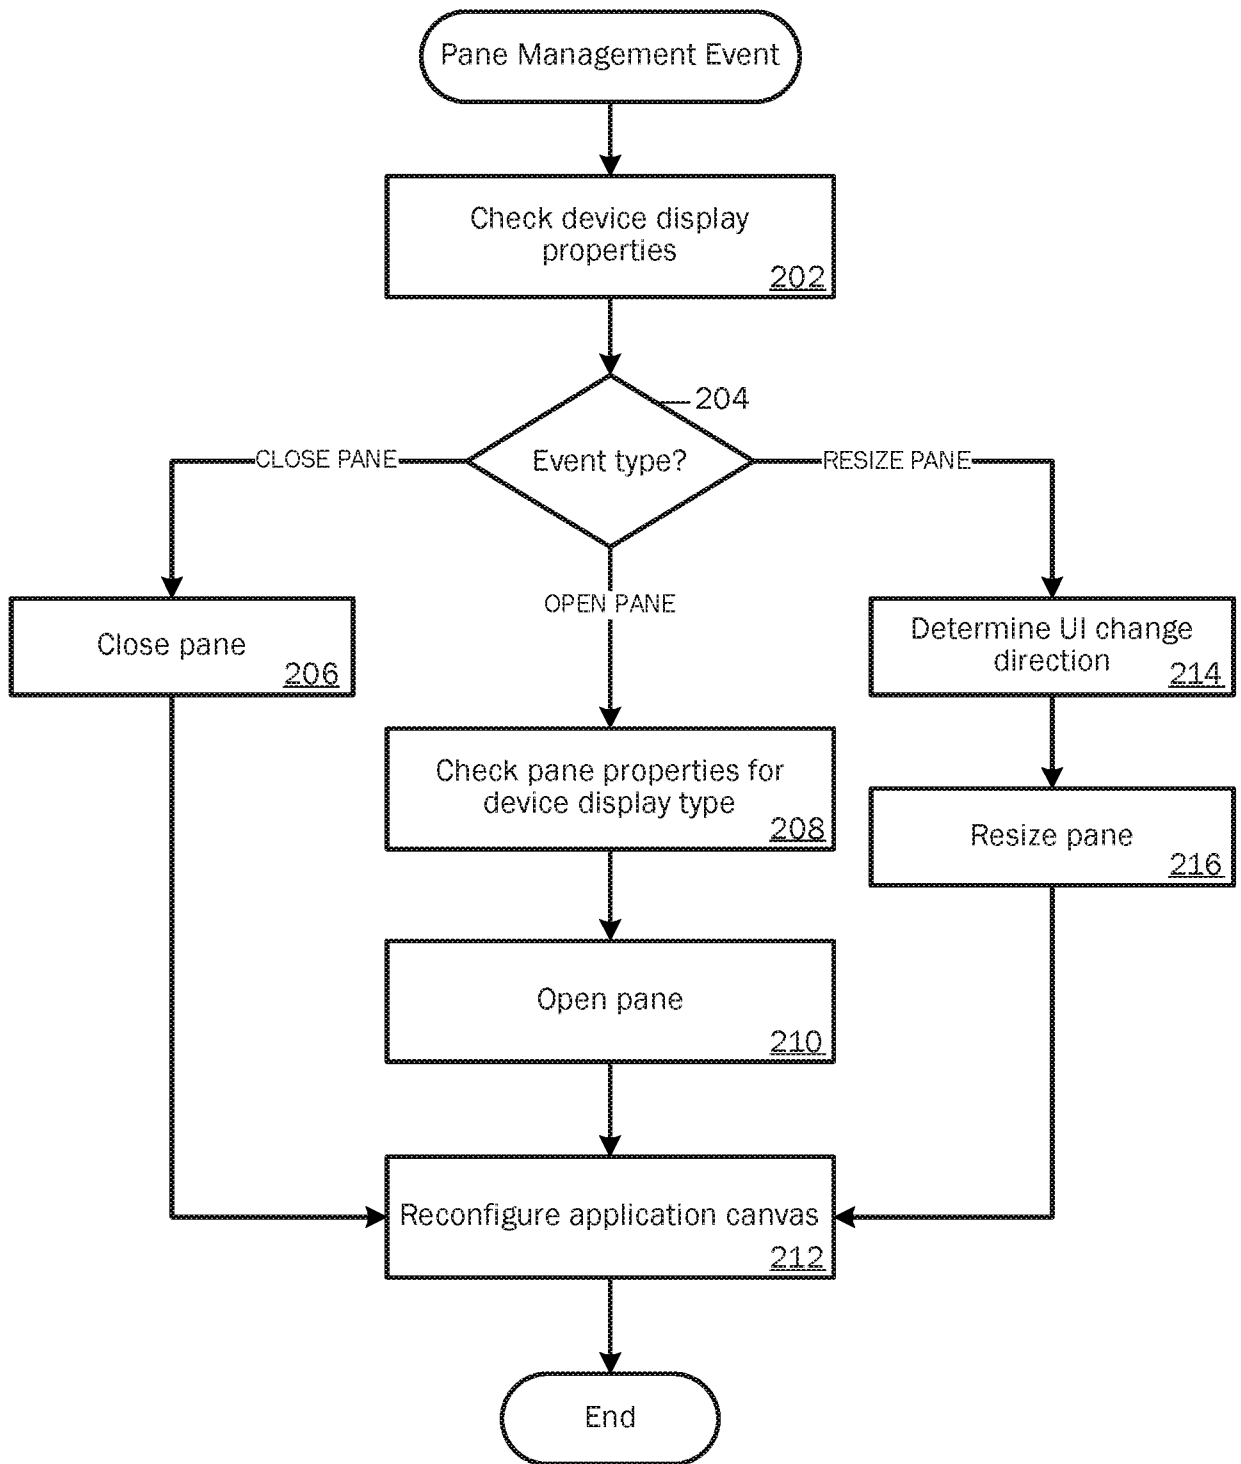 Pane Management Event
Check device display
properties
202
204
CLOSE PANE
Event type?
RESIZE PANE
OPEN PANE
Close pane
206
Determine UI change
direction
214
Check pane properties for
device display type
208
Resize pane
216
Open pane
210
Reconfigure application canvas
212
End